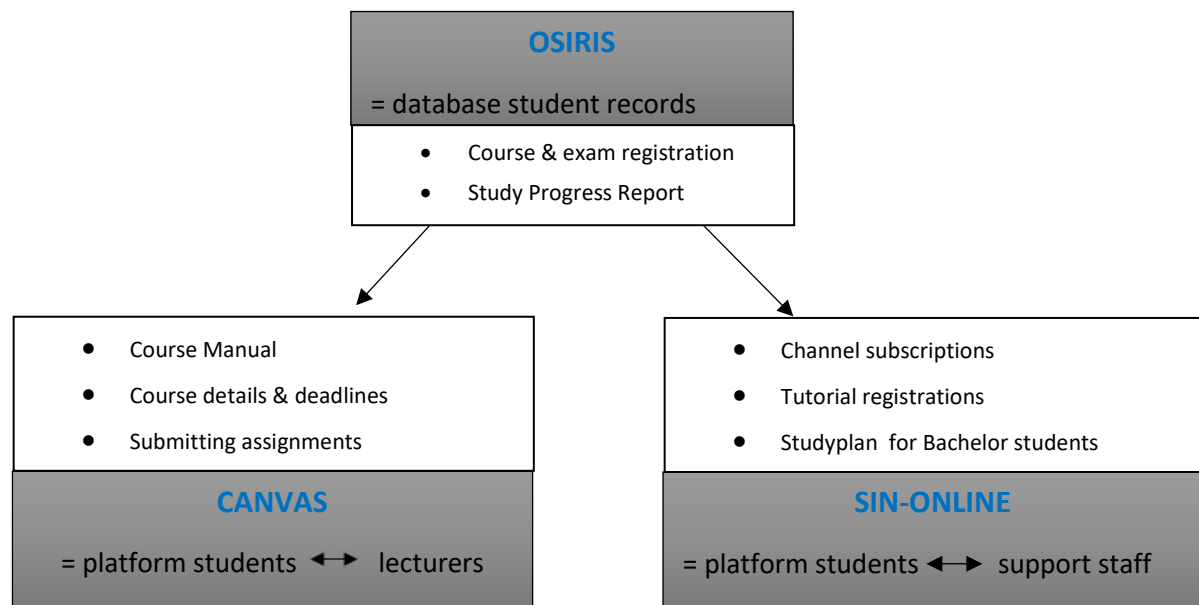 OSIRIS
= database student records
• Course & exam registration
• Study Progress Report
• Course Manual
• Course details & deadlines
• Submitting assignments
CANVAS
= platform students ↔ lecturers
• Channel subscriptions
• Tutorial registrations
• Studyplan for Bachelor students
SIN-ONLINE
= platform students ↔ support staff